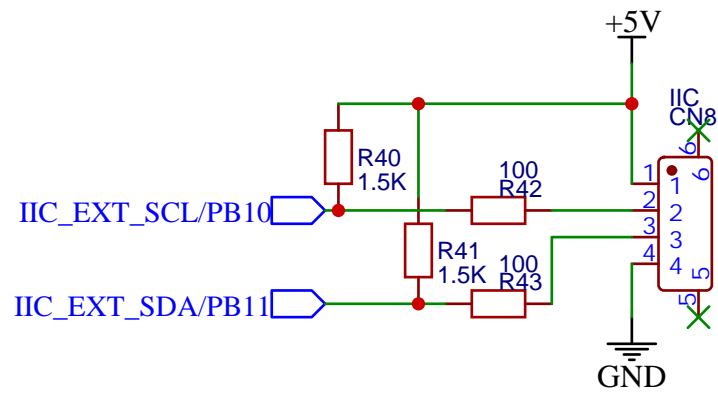 +5V
IIC
CN8
6
6
R40
1.5K
100
R42
1
1
IIC_EXT_SCL/PB10
2
2
3
3
R41
1.5K
100
R43
4
4
5
5
IIC_EXT_SDA/PB11
GND